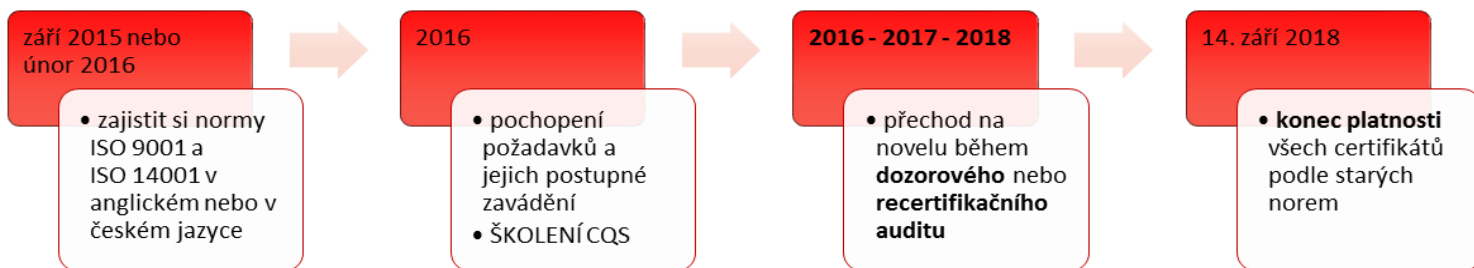 září 2015 nebo
únor 2016
• zajistit si normy
ISO 9001 a
ISO 14001 v
anglickém nebo v
českém jazyce
2016
• pochopení
požadavků a
jejich postupné
zavádění
• ŠKOLENÍ CQS
2016 - 2017 - 2018
• přechod na
novelu během
dozorového nebo
recertifikačního
auditu
14. září 2018
• konec platnosti
všech certifikátů
podle starých
norem